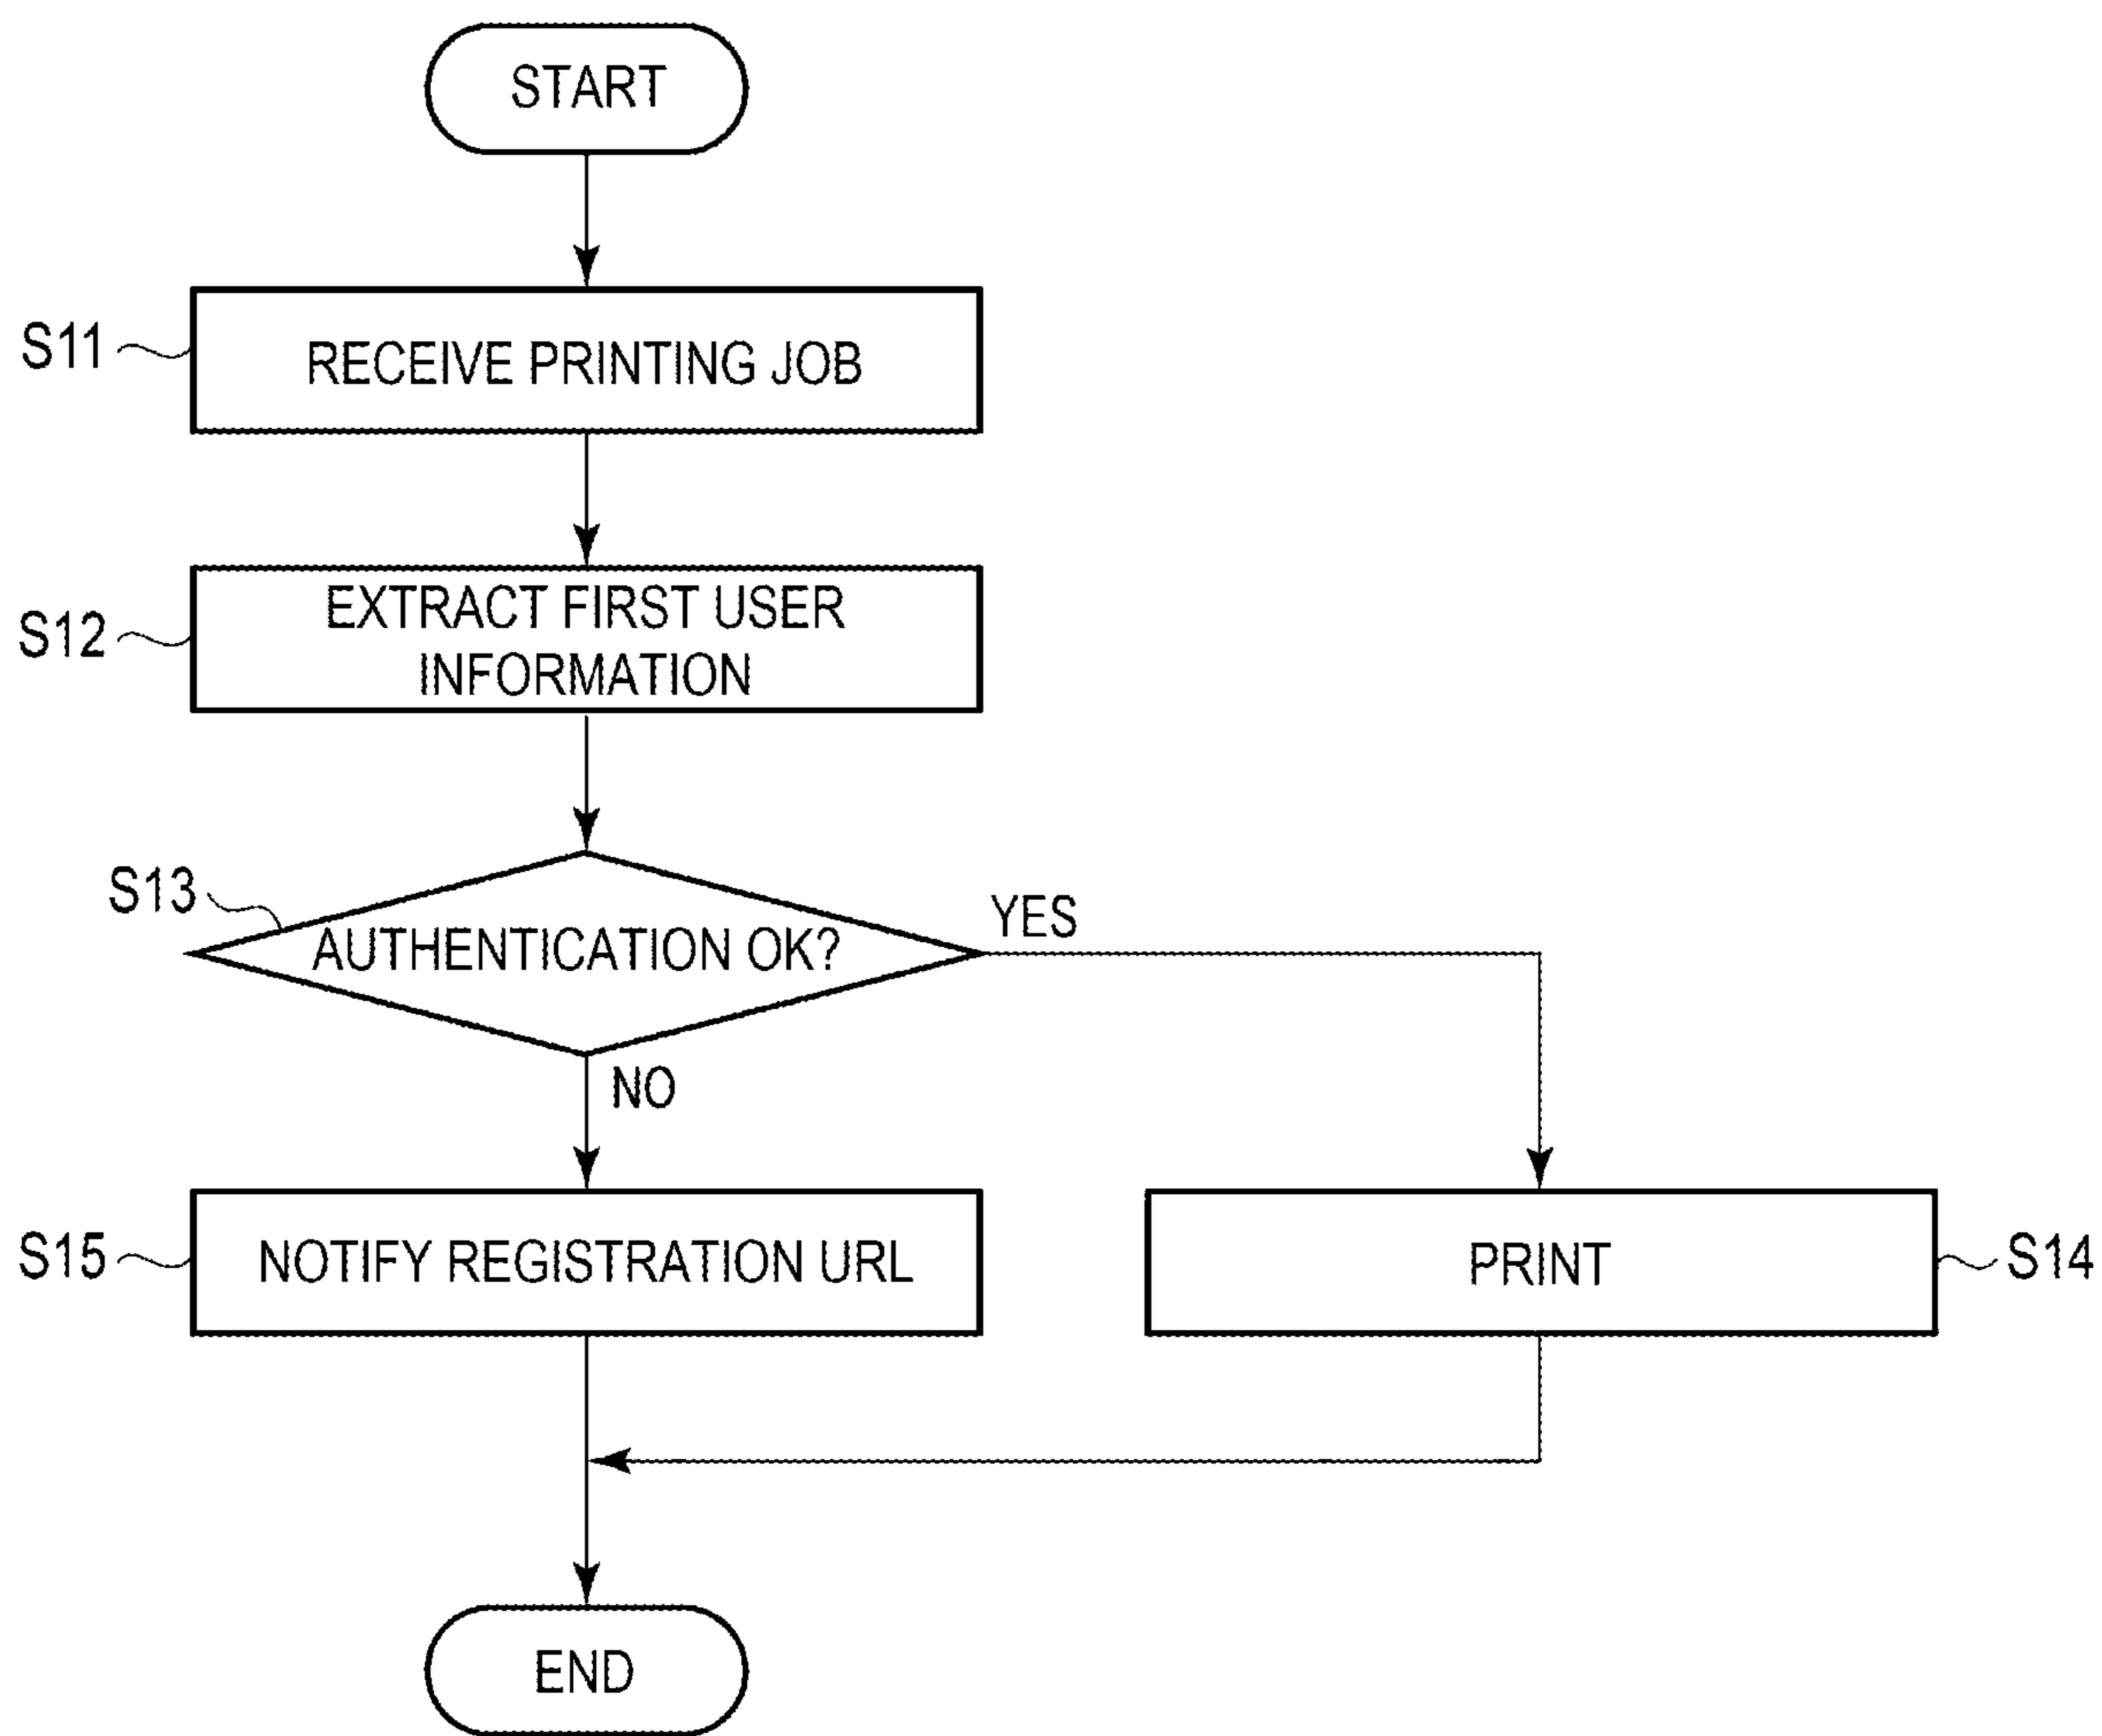 START
S11
RECEIVE PRINTING JOB
S12
EXTRACT FIRST USER
INFORMATION
S13
AUTHENTICATION OK?
YES
NO
S15
NOTIFY REGISTRATION URL
PRINT
S14
END